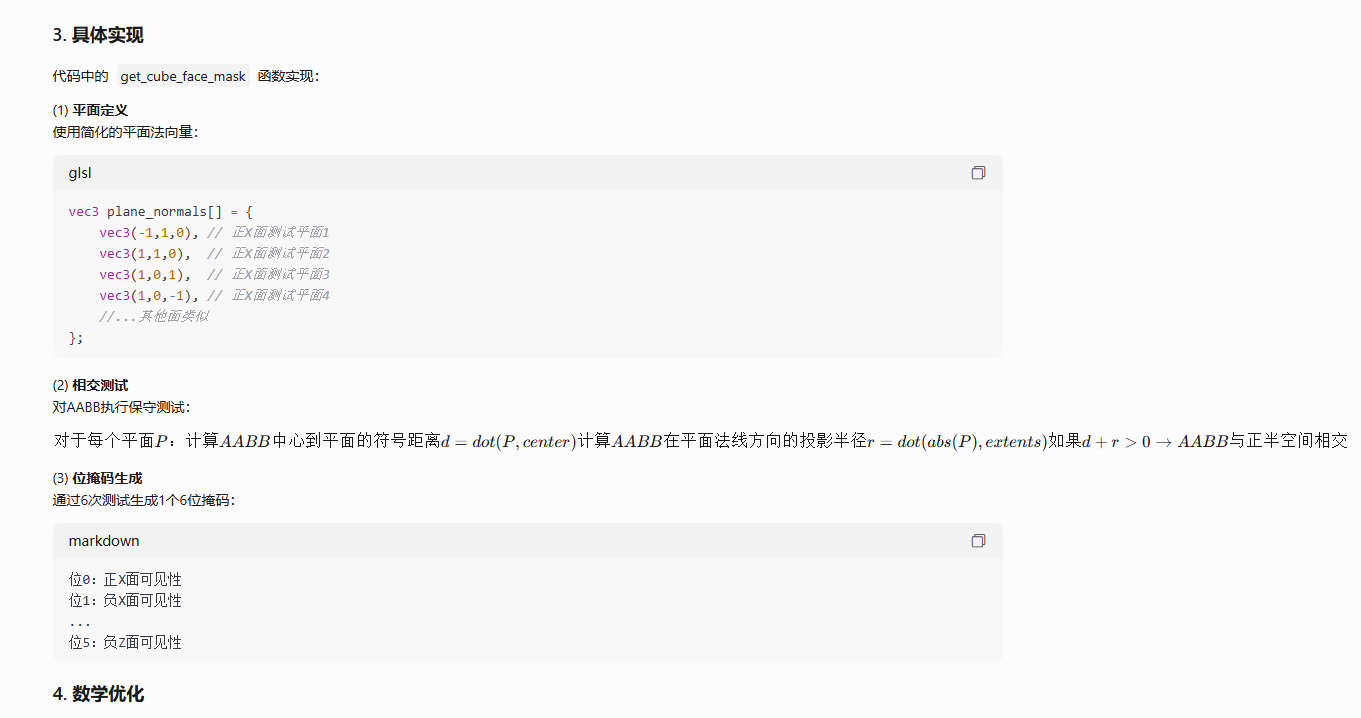 3. 具体实现
代码中的 get_cube_face_mask 函数实现：
(1) 平面定义
使用简化的平面法向量：
glsl
vec3 plane_normals[] = {
    vec3(-1,1,0), // 正X面测试平面1
    vec3(1,1,0),  // 正X面测试平面2
    vec3(1,0,1),  // 正X面测试平面3
    vec3(1,0,-1), // 正X面测试平面4
    //...其他面类似
};
(2) 相交测试
对AABB执行保守测试：
对于每个平面P：计算AABB中心到平面的符号距离d = dot(P, center)计算AABB在平面法线方向的投影半径r = dot(abs(P), extents)如果d + r > 0 → AABB与正半空间相交
(3) 位掩码生成
通过6次测试生成1个6位掩码：
markdown
位0：正X面可见性
位1：负X面可见性
...
位5：负Z面可见性
4. 数学优化